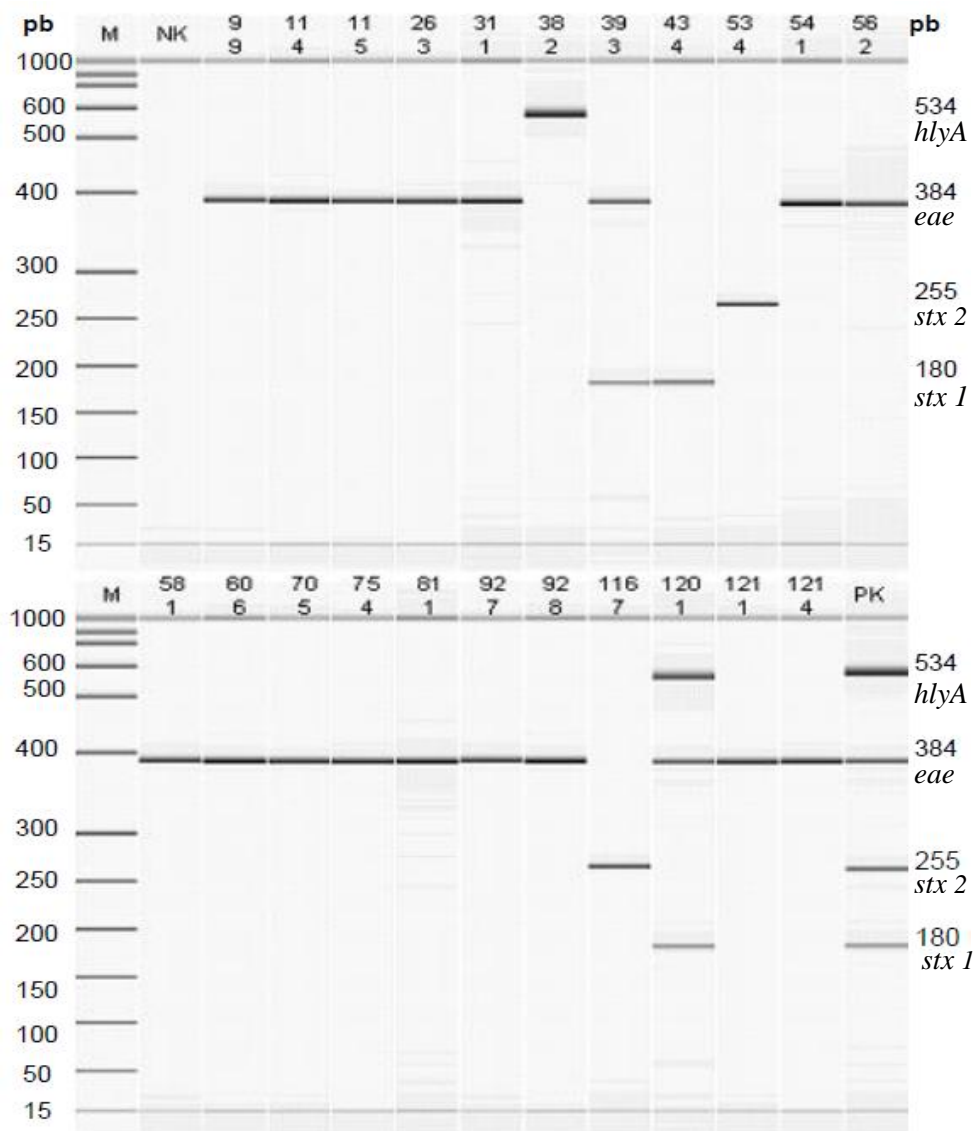 pb M NK 9 11 11 26 31 38 39 43 53 54 56 pb
9 4 5 3 1 2 3 4 4 1 2
1000
600 534
500 hlyA
400 384
eae
300
255
250 stx 2
200 180
stx 1
150
100
50
15
M 58 60 70 75 81 92 92 116 120 121 121 PK
1 6 5 4 1 7 8 7 1 1 4
1000
600 534
500 hlyA
400 384
eae
300
255
250 stx 2
200 180
stx 1
150
100
50
15